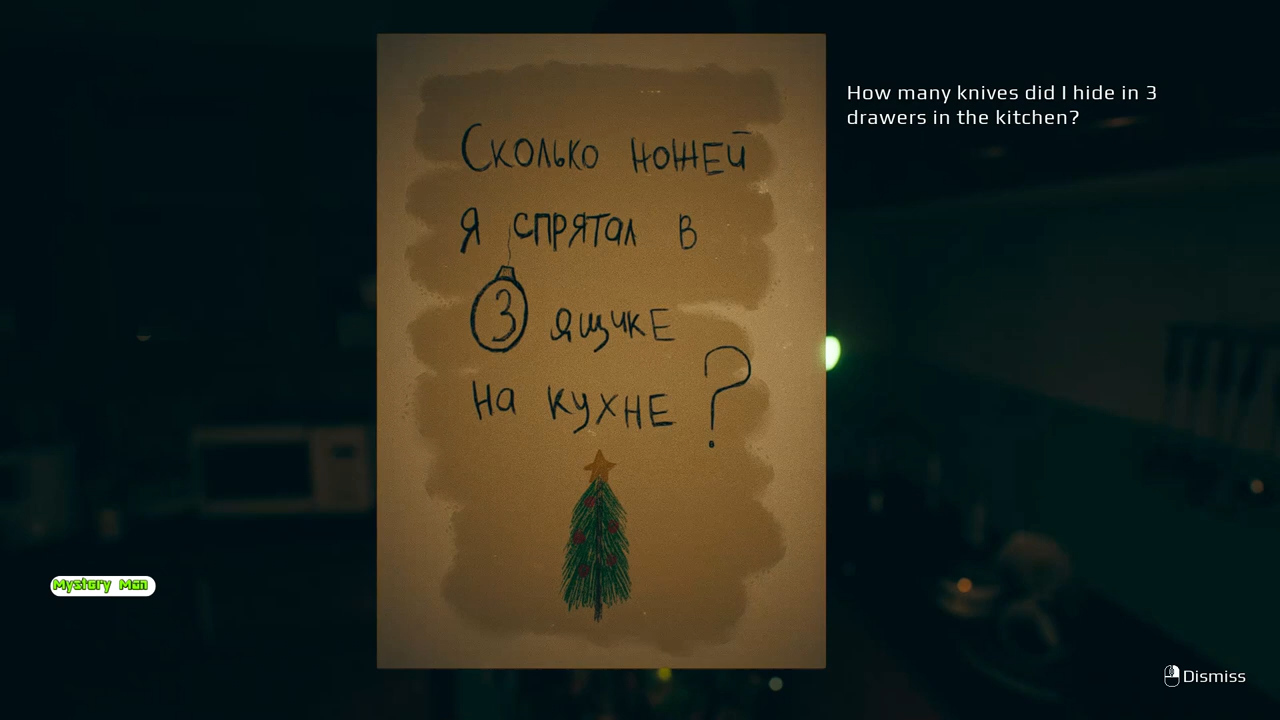 Сколько ножей
я спрятал в
3 ящике
на кухне?
How many knives did I hide in 3
drawers in the kitchen?
Mystery Man
Dismiss